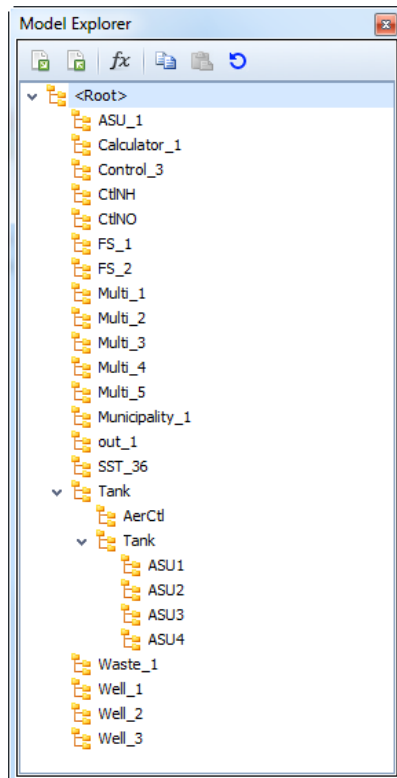 Model Explorer
fx
<Root>
ASU_1
Calculator_1
Control_3
CtlNH
CtlNO
FS_1
FS_2
Multi_1
Multi_2
Multi_3
Multi_4
Multi_5
Municipality_1
out_1
SST_36
Tank
AerCtl
Tank
ASU1
ASU2
ASU3
ASU4
Waste_1
Well_1
Well_2
Well_3